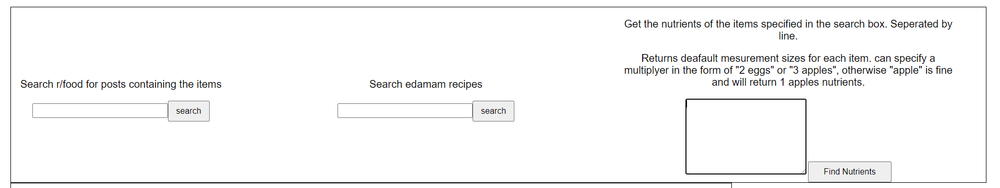 Search r/food for posts containing the items
search
Search edamam recipes
search
Get the nutrients of the items specified in the search box. Seperated by
line.
Returns deafault mesurement sizes for each item. can specify a
multiplyer in the form of "2 eggs" or "3 apples", otherwise "apple" is fine
and will return 1 apples nutrients.
Find Nutrients